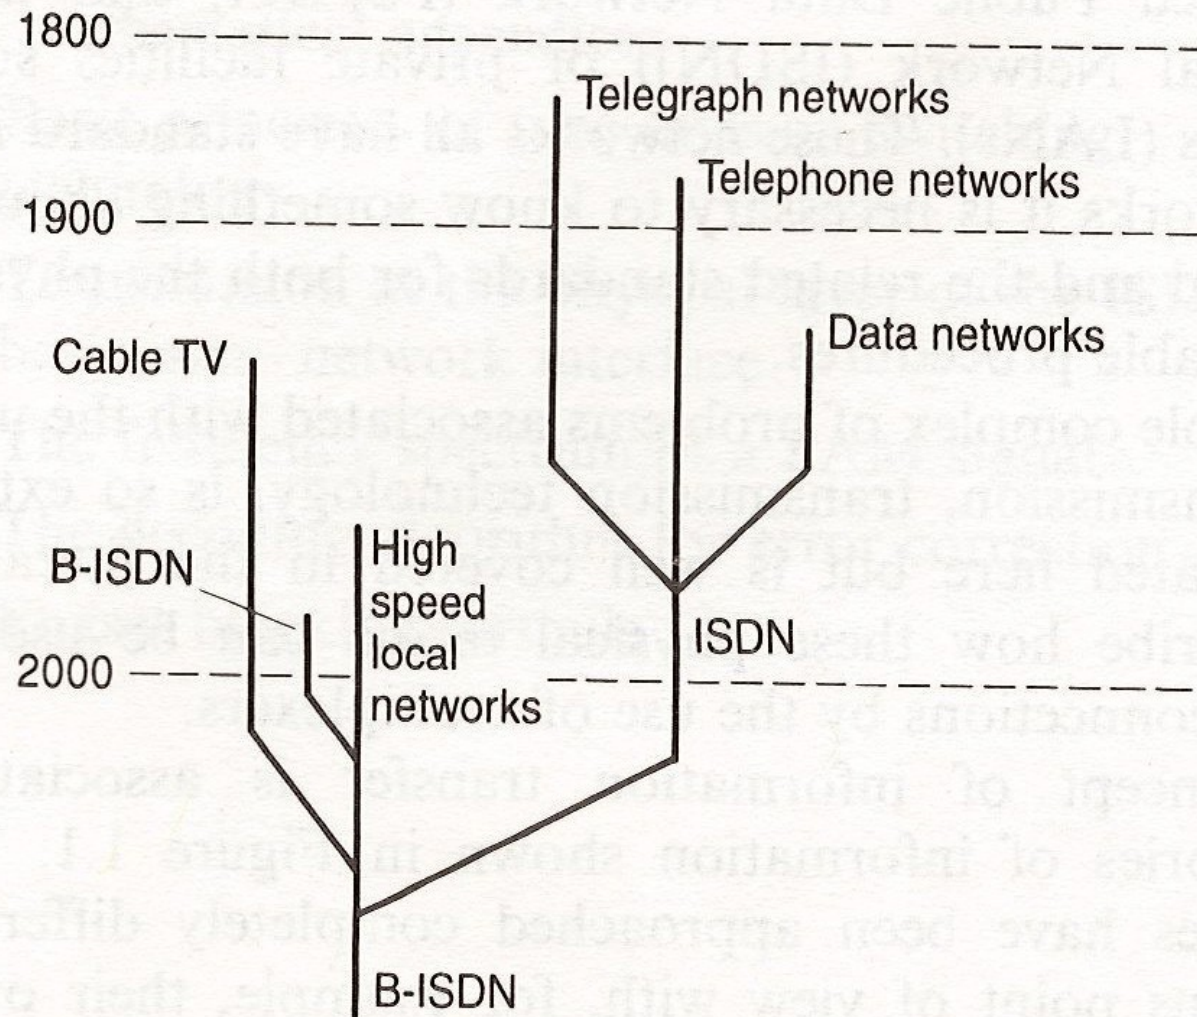 1800
Telegraph networks
Telephone networks
1900
Data networks
Cable TV
High
speed
local
networks
B-ISDN
ISDN
2000
B-ISDN